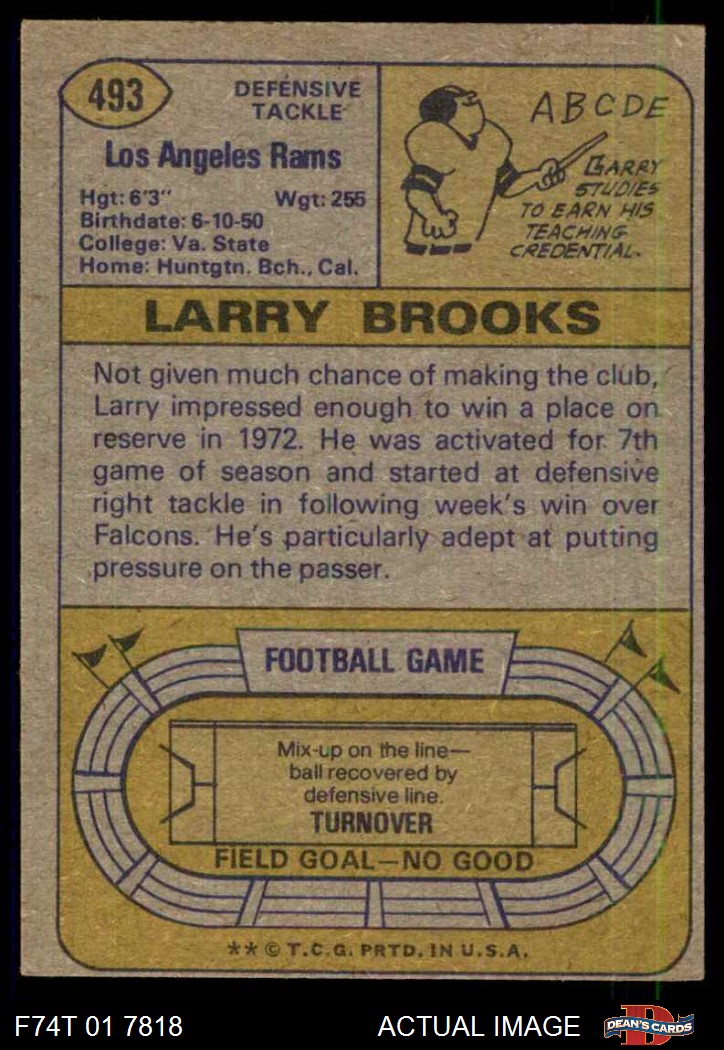 493
DEFENSIVE
TACKLE
Los Angeles Rams
Hgt: 6'3" Wgt: 255
Birthdate: 6-10-50
College: Va. State
Home: Huntgtn. Bch., Cal.
ABCDE
LARRY
STUDIES
TO EARN HIS
TEACHING
CREDENTIAL.
LARRY BROOKS
Not given much chance of making the club,
Larry impressed enough to win a place on
reserve in 1972. He was activated for 7th
game of season and started at defensive
right tackle in following week's win over
Falcons. He's particularly adept at putting
pressure on the passer.
FOOTBALL GAME
Mix-up on the line—
ball recovered by
defensive line.
TURNOVER
FIELD GOAL—NO GOOD
** © T.C.G. PRTD. IN U.S.A.
F74T 01 7818 ACTUAL IMAGE
D
DEAN'S CARDS